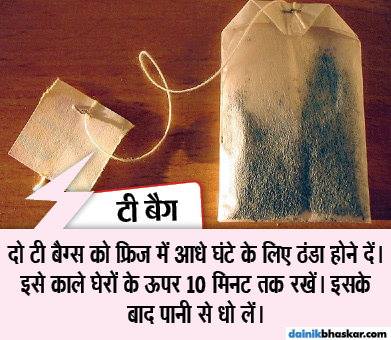 टी बैग
दो टी बैग्स को फ्रिज में आधे घंटे के लिए ठंडा होने दें।
इसे काले घेरों के ऊपर 10 मिनट तक रखें। इसके
बाद पानी से धो लें।
dainikbhaskar.com